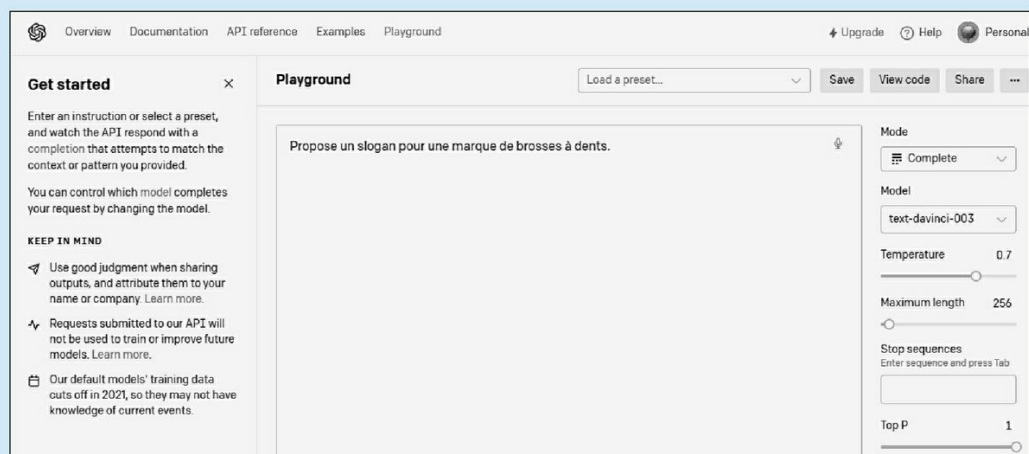 Overview Documentation API reference Examples Playground Upgrade Help Personal
Get started
Enter an instruction or select a preset,
and watch the API respond with a
completion that attempts to match the
context or pattern you provided.
You can control which model completes
your request by changing the model.
KEEP IN MIND
Use good judgment when sharing
outputs, and attribute them to your
name or company. Learn more.
Requests submitted to our API will
not be used to train or improve future
models. Learn more.
Our default models' training data
cuts off in 2021, so they may not have
knowledge of current events.
Playground Load a preset... Save View code Share ...
Propose un slogan pour une marque de brosses à dents.
Mode
Complete
Model
text-davinci-003
Temperature 0.7
Maximum length 256
Stop sequences
Enter sequence and press Tab
Top P 1